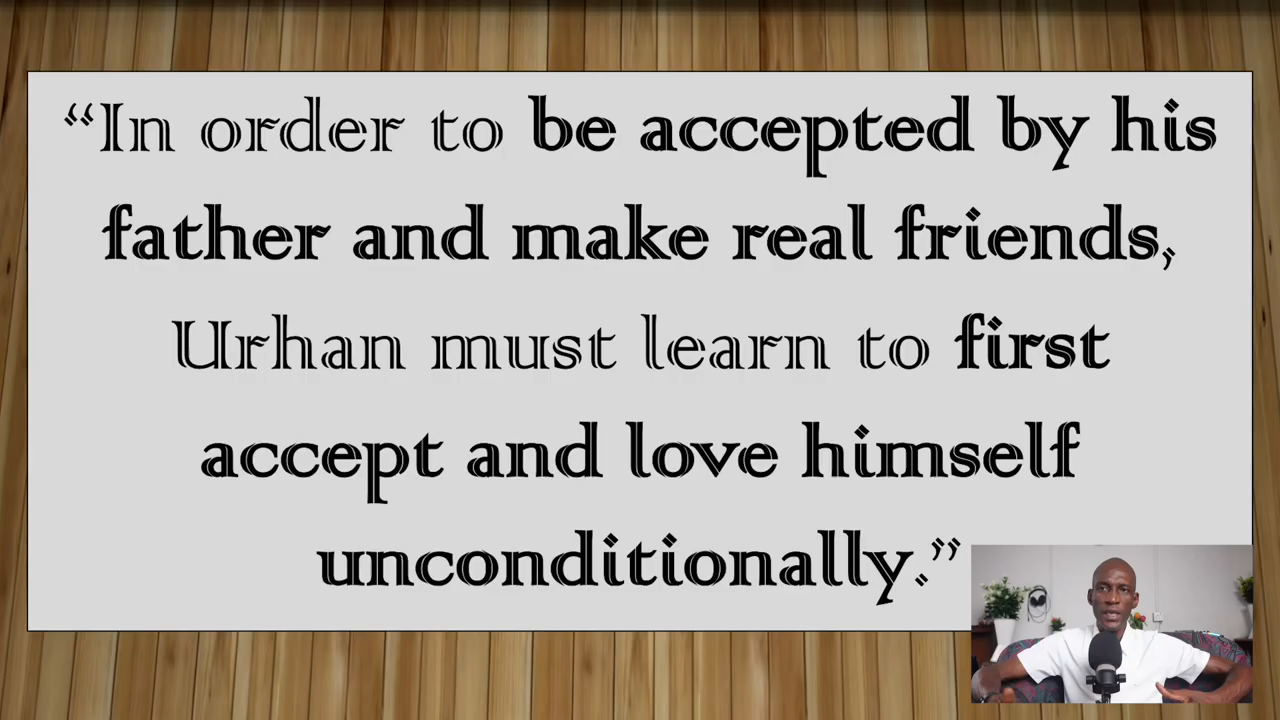 “In order to be accepted by his
father and make real friends,
Urhan must learn to first
accept and love himself
unconditionally.”